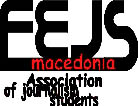 FEJS
macedonia
Association
of journalism
students